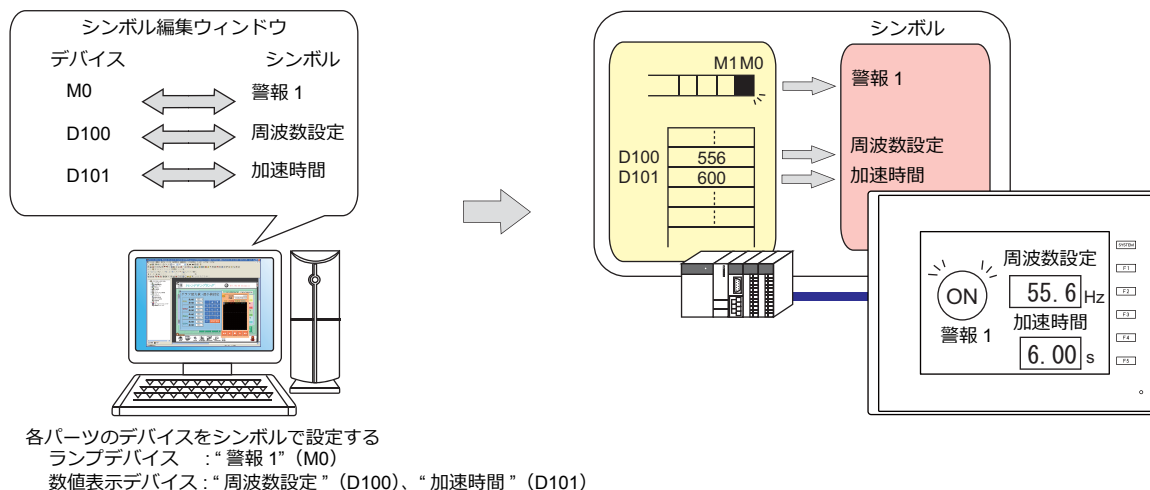 シンボル編集ウィンドウ
デバイス シンボル
M0 警報 1
D100 周波数設定
D101 加速時間
シンボル
M1 M0
警報 1
D100 556 周波数設定
D101 600 加速時間
SYSTEM
F1
F2
F3
F4
F5
周波数設定
ON 55.6 Hz
加速時間
警報 1
6.00 s
各パーツのデバイスをシンボルで設定する
ランプデバイス :“ 警報 1”(M0)
数値表示デバイス : “ 周波数設定 ”(D100)、“ 加速時間 ”(D101)